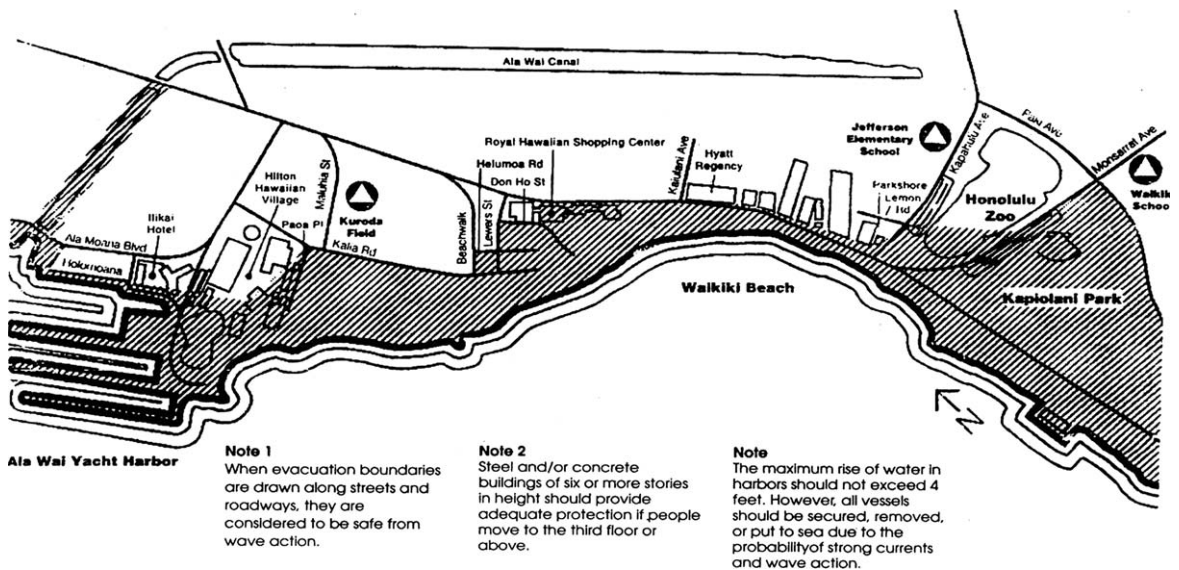 Ala Wai Canal
Royal Hawaiian Shopping Center
Helumoa Rd
Don Ho St
Kaiulani Ave
Hyatt
Regency
Jefferson
Elementary
School
Kapahulu Ave
Paki Ave
Monsarrat Ave
Waikiki
School
Parkshore
Lemon
Rd
Honolulu
Zoo
Hilton
Hawaiian
Village
Maluhia St
Kuroda
Field
Paoa Pl
Kalia Rd
Beachwalk
Lewers St
Ilikai
Hotel
Ala Moana Blvd
Holomoana
Waikiki Beach
Kapiolani Park
N
Ala Wai Yacht Harbor
Note 1
When evacuation boundaries
are drawn along streets and
roadways, they are
considered to be safe from
wave action.
Note 2
Steel and/or concrete
buildings of six or more stories
in height should provide
adequate protection if people
move to the third floor or
above.
Note
The maximum rise of water in
harbors should not exceed 4
feet. However, all vessels
should be secured, removed,
or put to sea due to the
probabilityof strong currents
and wave action.